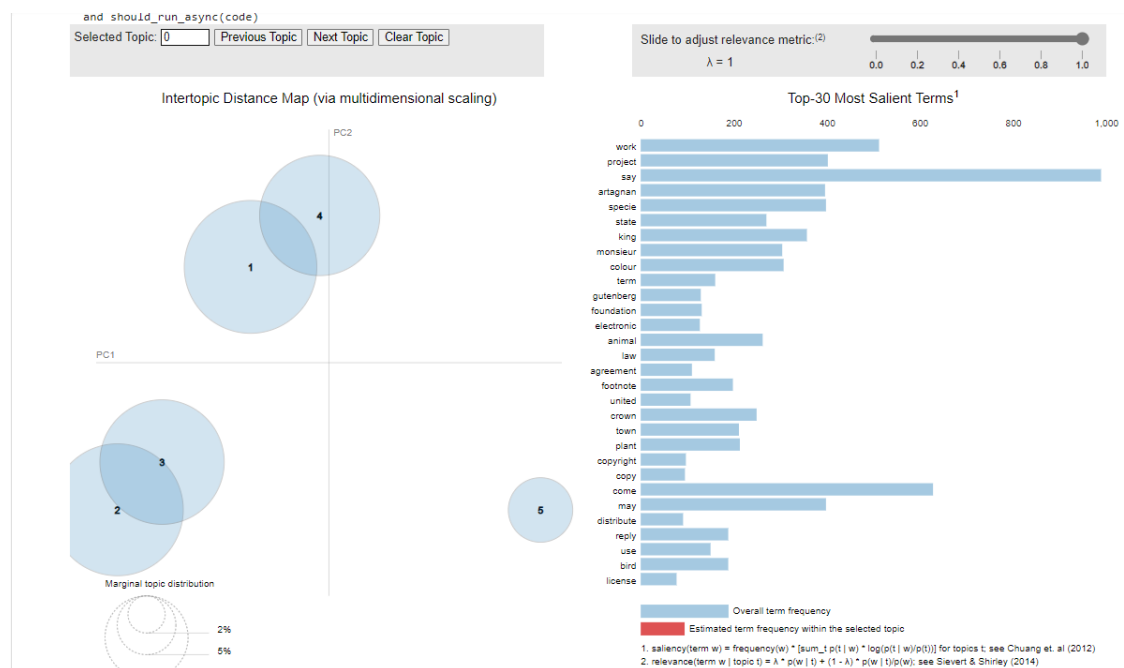 and should_run_async(code)
Selected Topic: 0 Previous Topic Next Topic Clear Topic
Slide to adjust relevance metric:(2)
λ = 1
0.0 0.2 0.4 0.6 0.8 1.0
Intertopic Distance Map (via multidimensional scaling)
PC2
PC1
4
1
3
2
5
Marginal topic distribution
2%
5%
Top-30 Most Salient Terms1
0 200 400 600 800 1,000
work
project
say
artagnan
specie
state
king
monsieur
colour
term
gutenberg
foundation
electronic
animal
law
agreement
footnote
united
crown
town
plant
copyright
copy
come
may
distribute
reply
use
bird
license
Overall term frequency
Estimated term frequency within the selected topic
1. saliency(term w) = frequency(w) * [sum_t p(t | w) * log(p(t | w)/p(t))] for topics t; see Chuang et. al (2012)
2. relevance(term w | topic t) = λ * p(w | t) + (1 - λ) * p(w | t)/p(w); see Sievert & Shirley (2014)